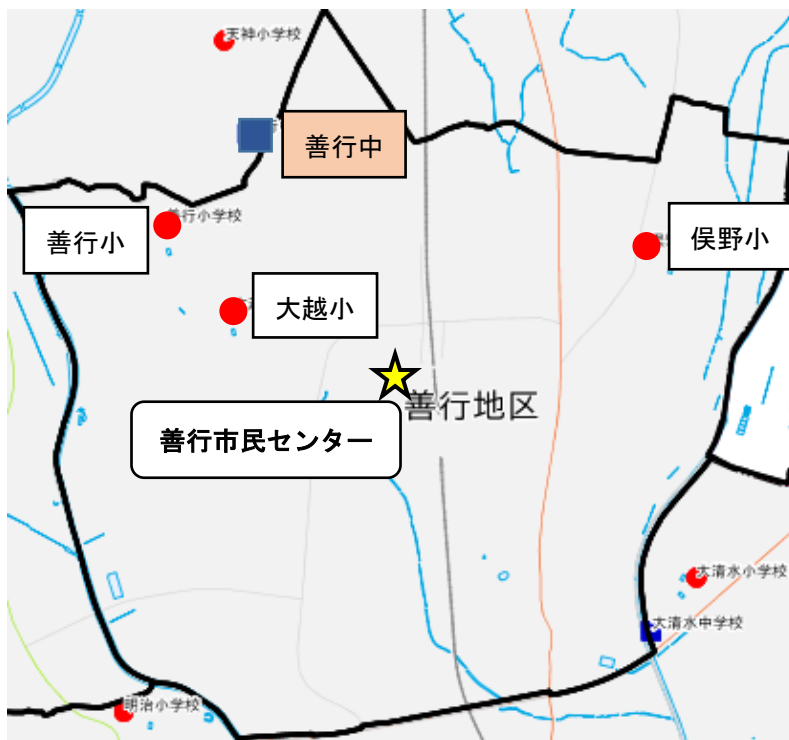 天神小学校
善行中
善行小学校
善行小
俣野小
大越小
善行地区
善行市民センター
大清水小学校
大清水中学校
明治小学校